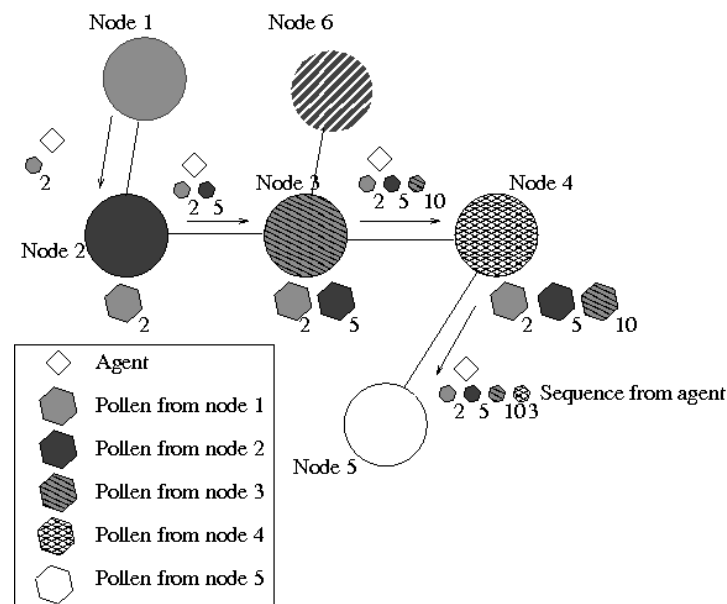 Node 1
Node 6
2
2 5
Node 3
2 5 10
Node 4
Node 2
2
2 5
2 5 10
Agent
Pollen from node 1
Pollen from node 2
Pollen from node 3
Pollen from node 4
Pollen from node 5
2 5 10 3 Sequence from agent
Node 5